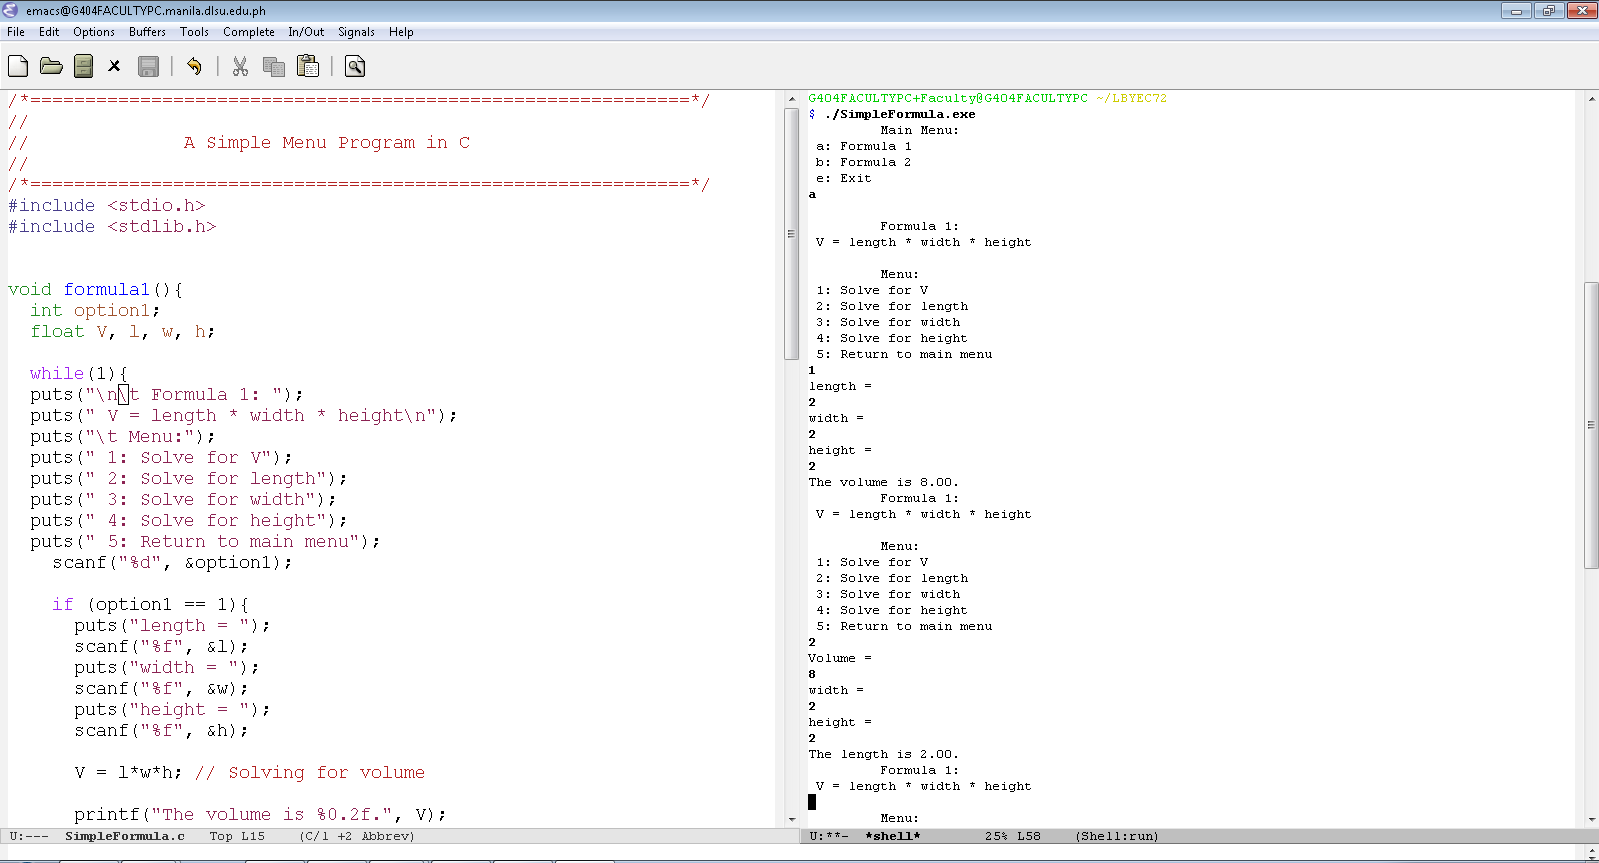 emacs@G404FACULTYPC.manila.dlsu.edu.ph
File Edit Options Buffers Tools Complete In/Out Signals Help
/*============================================================*/
//
// A Simple Menu Program in C
//
/*============================================================*/
#include <stdio.h>
#include <stdlib.h>
void formula1(){
int option1;
float V, l, w, h;
while(1){
puts("\n\t Formula 1: ");
puts(" V = length * width * height\n");
puts("\t Menu:");
puts(" 1: Solve for V");
puts(" 2: Solve for length");
puts(" 3: Solve for width");
puts(" 4: Solve for height");
puts(" 5: Return to main menu");
scanf("%d", &option1);
if (option1 == 1){
puts("length = ");
scanf("%f", &l);
puts("width = ");
scanf("%f", &w);
puts("height = ");
scanf("%f", &h);
V = l*w*h; // Solving for volume
printf("The volume is %0.2f.", V);
U:--- SimpleFormula.c Top L15 (C/l +2 Abbrev)
G404FACULTYPC+Faculty@G404FACULTYPC ~/LBYEC72
$ ./SimpleFormula.exe
Main Menu:
a: Formula 1
b: Formula 2
e: Exit
a
Formula 1:
V = length * width * height
Menu:
1: Solve for V
2: Solve for length
3: Solve for width
4: Solve for height
5: Return to main menu
1
length =
2
width =
2
height =
2
The volume is 8.00.
Formula 1:
V = length * width * height
Menu:
1: Solve for V
2: Solve for length
3: Solve for width
4: Solve for height
5: Return to main menu
2
Volume =
8
width =
2
height =
2
The length is 2.00.
Formula 1:
V = length * width * height
Menu:
U:**- *shell* 25% L58 (Shell:run)